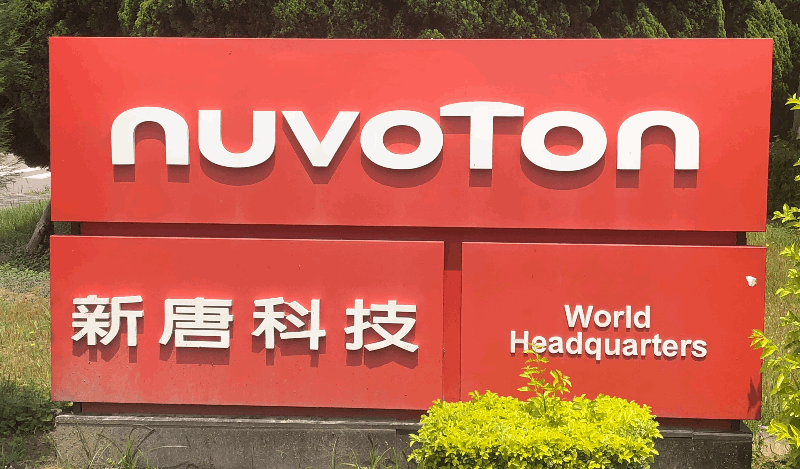 nuvoTon
新唐科技
World
Headquarters